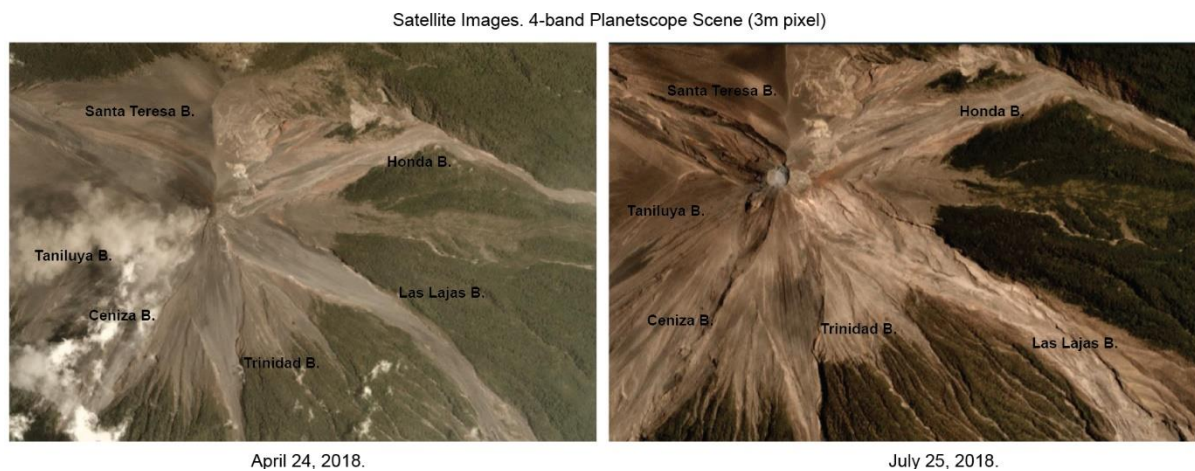 Satellite Images. 4-band Planetscope Scene (3m pixel)
Santa Teresa B.
Honda B.
Taniluya B.
Las Lajas B.
Ceniza B.
Trinidad B.
April 24, 2018.
Santa Teresa B.
Honda B.
Taniluya B.
Ceniza B.
Trinidad B.
Las Lajas B.
July 25, 2018.